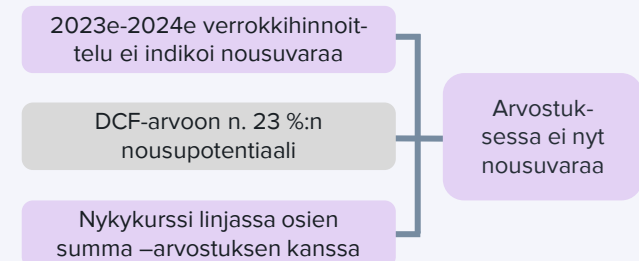 2023e-2024e verrokkihinnoit-
telu ei indikoi nousuvaraa
DCF-arvoon n. 23 %:n
nousupotentiaali
Nykykurssi linjassa osien
summa –arvostuksen kanssa
Arvostuk-
sessa ei nyt
nousuvaraa